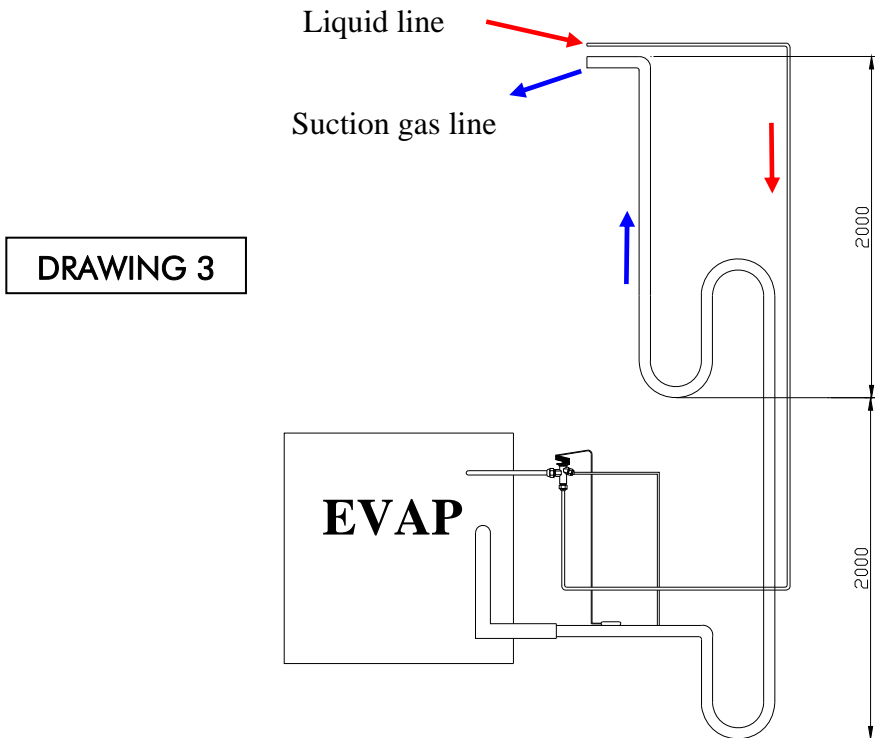 Liquid line
Suction gas line
2000
DRAWING 3
EVAP
2000